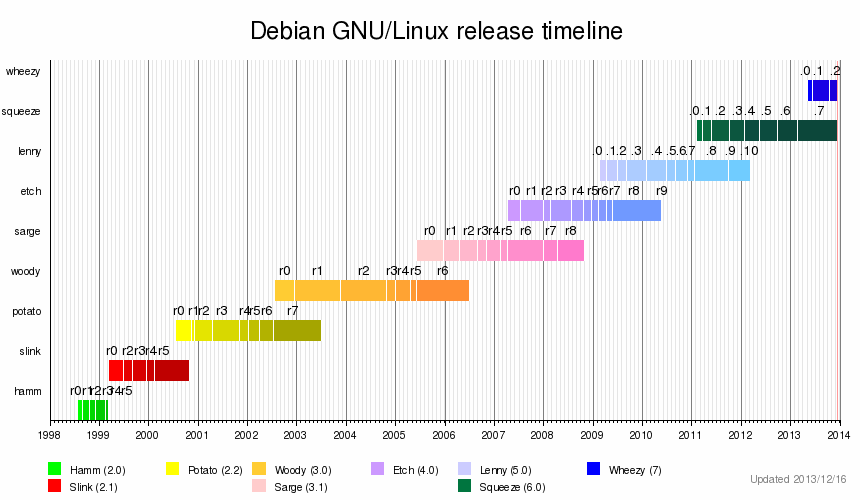 Debian GNU/Linux release timeline
wheezy .0 .1 .2
squeeze .0 .1 .2 .3 .4 .5 .6 .7
lenny .0 .1 .2 .3 .4 .5 .6 .7 .8 .9 .10
etch r0 r1 r2 r3 r4 r5 r6 r7 r8 r9
sarge r0 r1 r2 r3 r4 r5 r6 r7 r8
woody r0 r1 r2 r3 r4 r5 r6
potato r0 r1 r2 r3 r4 r5 r6 r7
slink r0 r2 r3 r4 r5
hamm r0 r1 r2 r3 r4 r5
1998 1999 2000 2001 2002 2003 2004 2005 2006 2007 2008 2009 2010 2011 2012 2013 2014
Hamm (2.0) Potato (2.2) Woody (3.0) Etch (4.0) Lenny (5.0) Wheezy (7)
Slink (2.1) Sarge (3.1) Squeeze (6.0)
Updated 2013/12/16